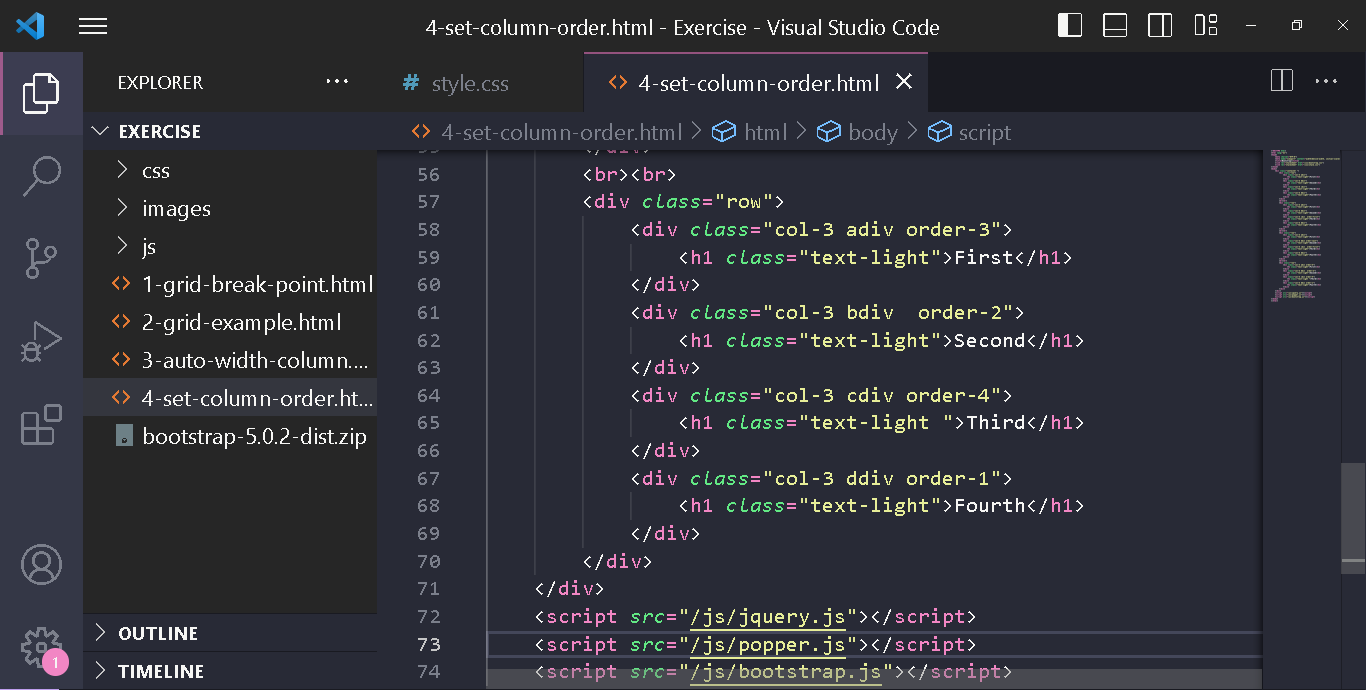 4-set-column-order.html - Exercise - Visual Studio Code
EXPLORER
style.css
4-set-column-order.html
EXERCISE
4-set-column-order.html > html > body > script
css
images
js
1-grid-break-point.html
2-grid-example.html
3-auto-width-column....
4-set-column-order.ht...
bootstrap-5.0.2-dist.zip
OUTLINE
TIMELINE
1
55 </div>
56 <br><br>
57 <div class="row">
58 <div class="col-3 adiv order-3">
59 <h1 class="text-light">First</h1>
60 </div>
61 <div class="col-3 bdiv  order-2">
62 <h1 class="text-light">Second</h1>
63 </div>
64 <div class="col-3 cdiv order-4">
65 <h1 class="text-light ">Third</h1>
66 </div>
67 <div class="col-3 ddiv order-1">
68 <h1 class="text-light">Fourth</h1>
69 </div>
70 </div>
71 </div>
72 <script src="/js/jquery.js"></script>
73 <script src="/js/popper.js"></script>
74 <script src="/js/bootstrap.js"></script>